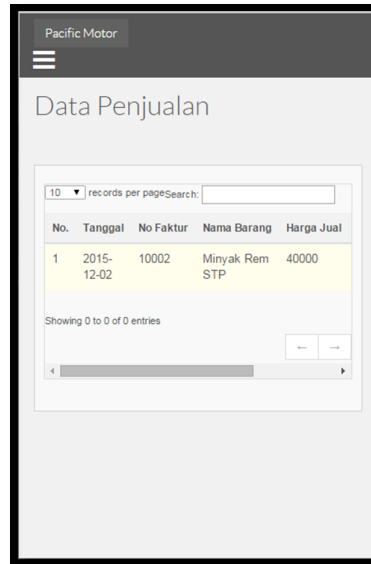 Pacific Motor
Data Penjualan
10 records per page Search:
No. Tanggal No Faktur Nama Barang Harga Jual
1 2015- 10002 Minyak Rem 40000
12-02 STP
Showing 0 to 0 of 0 entries
← →